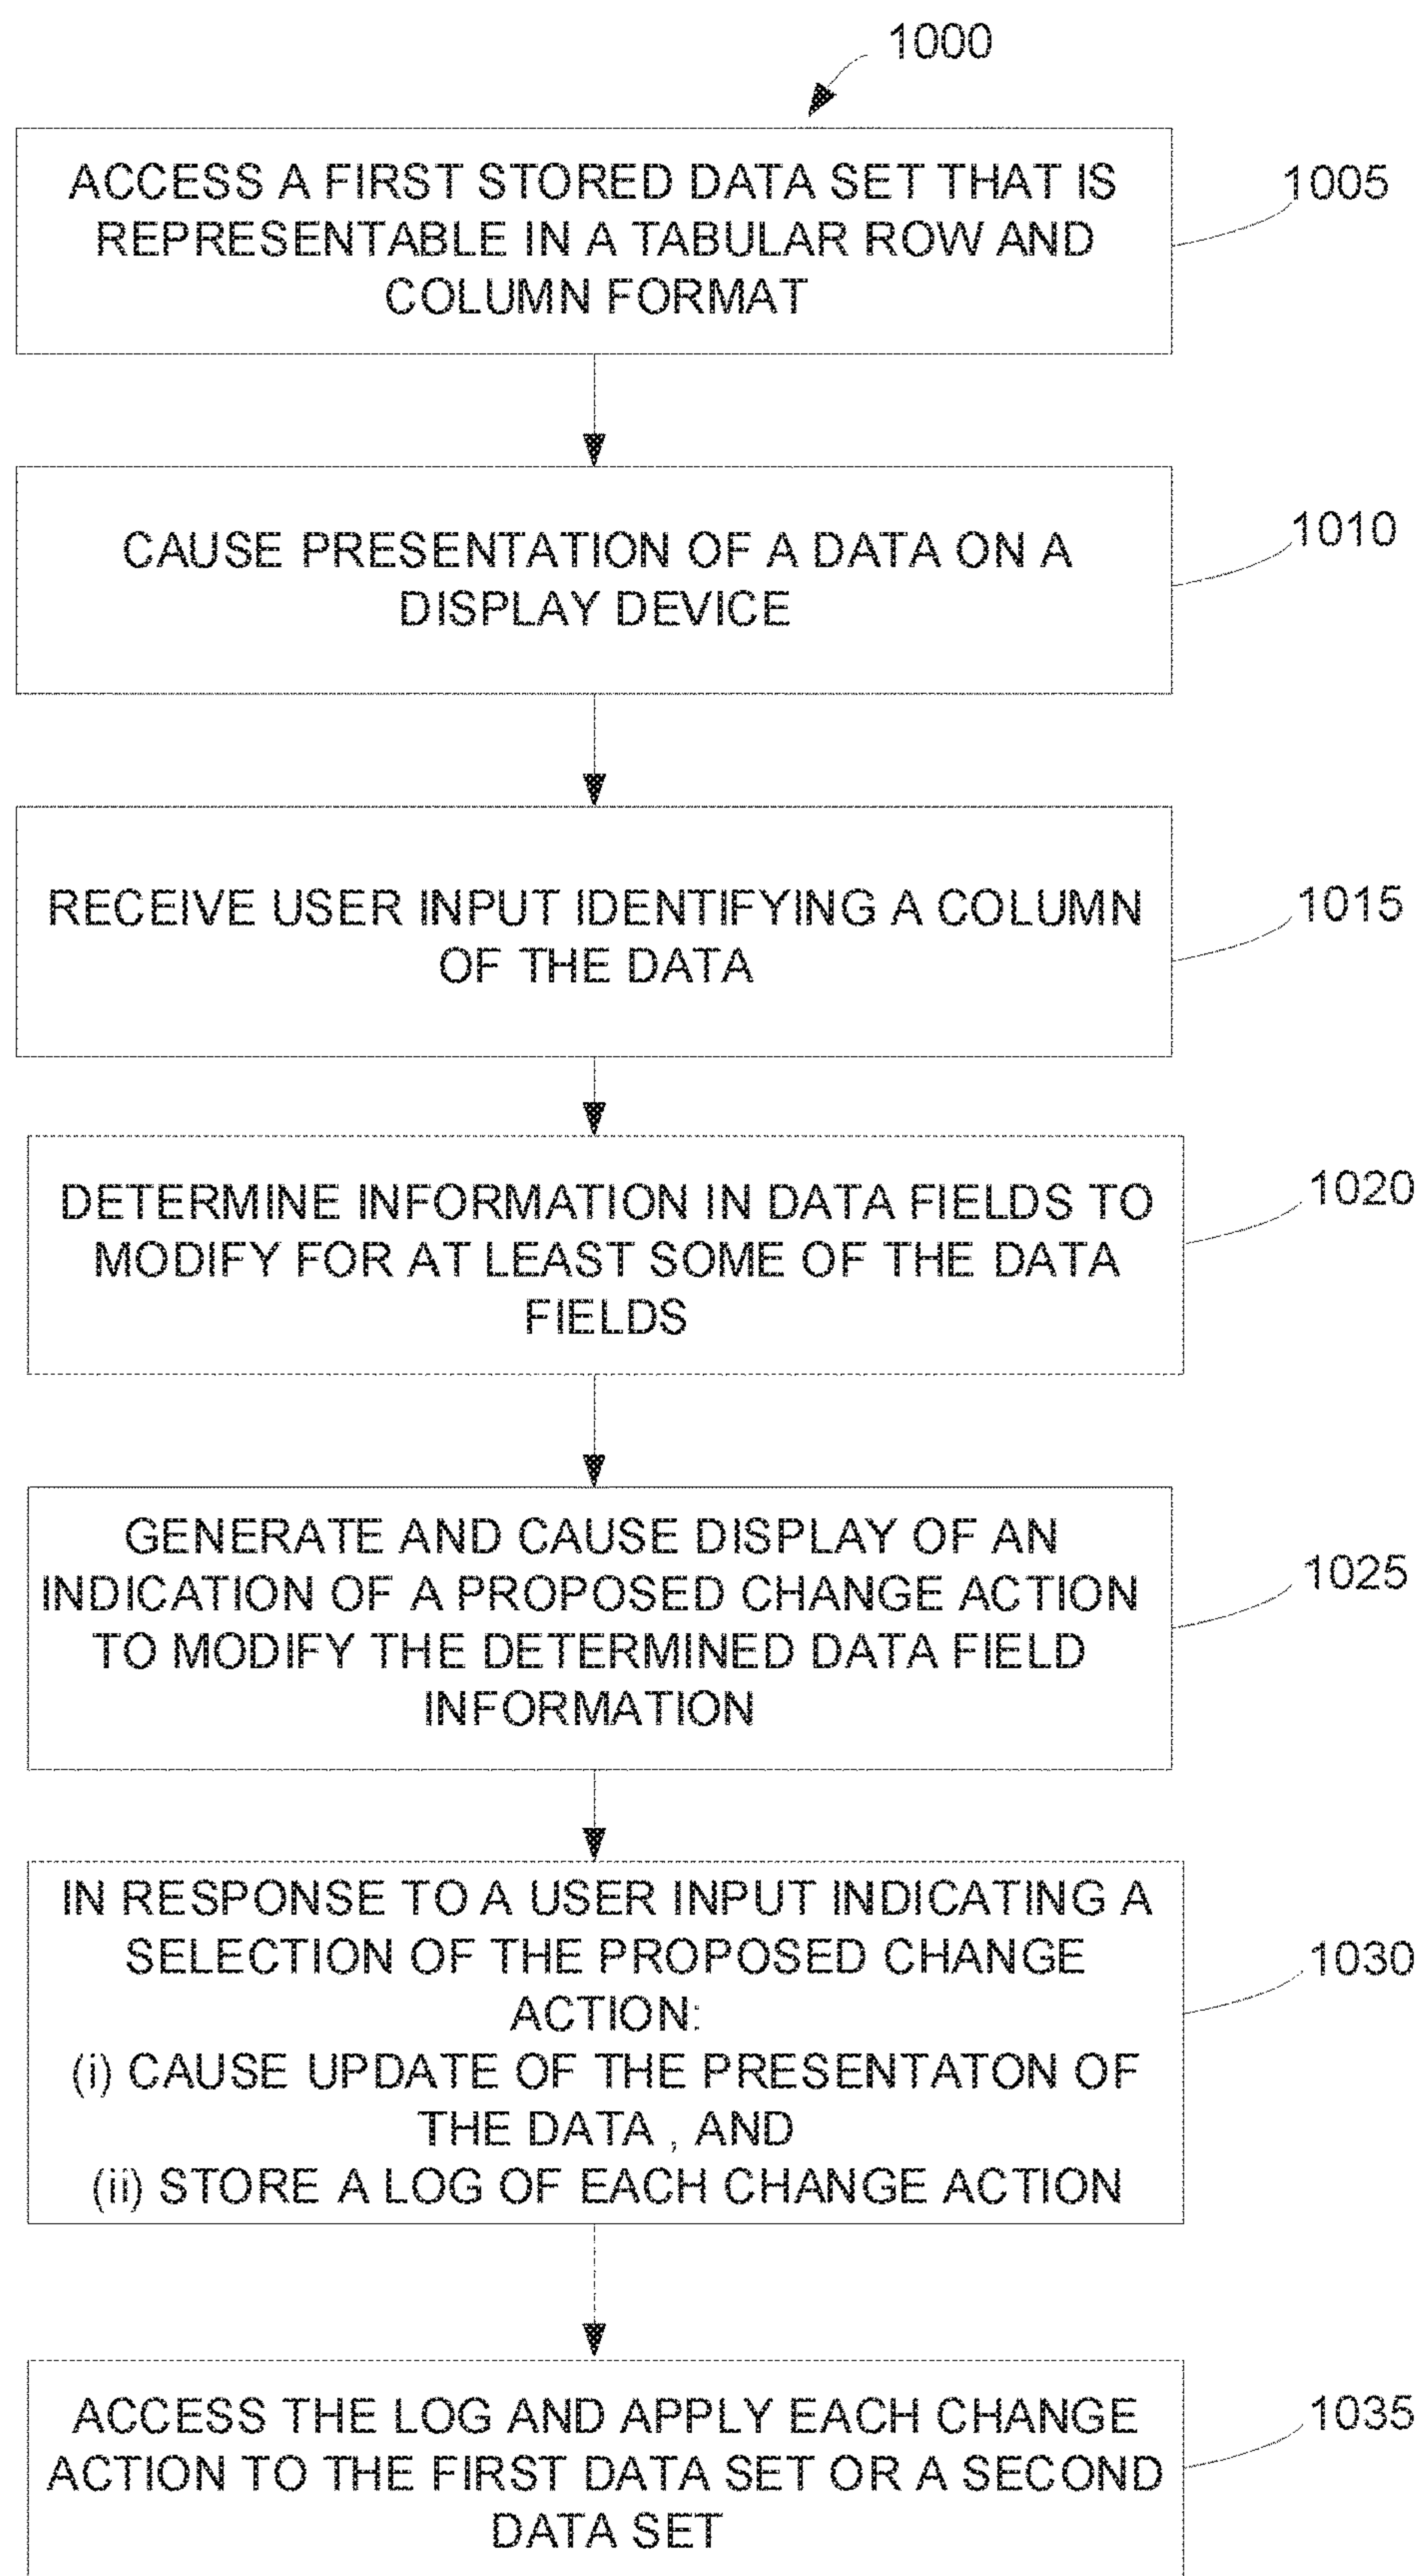 1000
ACCESS A FIRST STORED DATA SET THAT IS
REPRESENTABLE IN A TABULAR ROW AND
COLUMN FORMAT
1005
CAUSE PRESENTATION OF A DATA ON A
DISPLAY DEVICE
1010
RECEIVE USER INPUT IDENTIFYING A COLUMN
OF THE DATA
1015
DETERMINE INFORMATION IN DATA FIELDS TO
MODIFY FOR AT LEAST SOME OF THE DATA
FIELDS
1020
GENERATE AND CAUSE DISPLAY OF AN
INDICATION OF A PROPOSED CHANGE ACTION
TO MODIFY THE DETERMINED DATA FIELD
INFORMATION
1025
IN RESPONSE TO A USER INPUT INDICATING A
SELECTION OF THE PROPOSED CHANGE
ACTION:
(i) CAUSE UPDATE OF THE PRESENTATON OF
THE DATA , AND
(ii) STORE A LOG OF EACH CHANGE ACTION
1030
ACCESS THE LOG AND APPLY EACH CHANGE
ACTION TO THE FIRST DATA SET OR A SECOND
DATA SET
1035